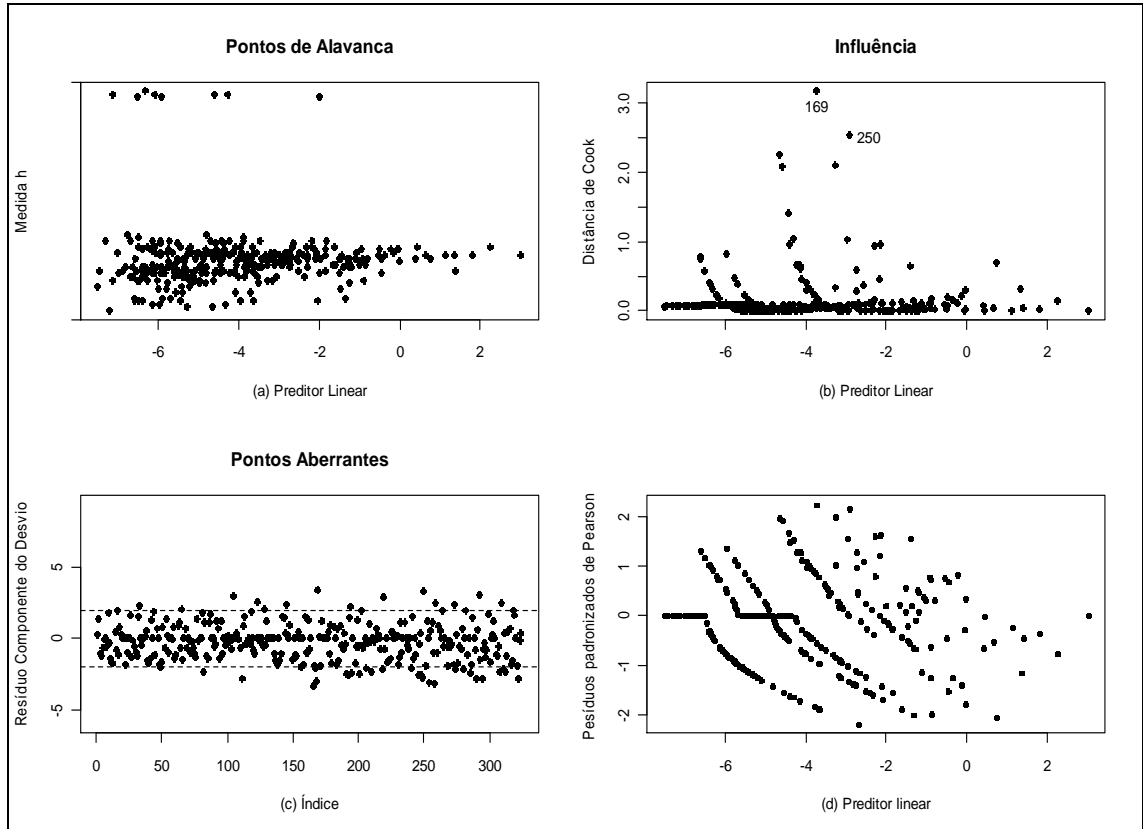 Pontos de Alavanca
Medida h
-6 -4 -2 0 2
(a) Preditor Linear
Influência
Distância de Cook
0.0 1.0 2.0 3.0
169
250
-6 -4 -2 0 2
(b) Preditor Linear
Pontos Aberrantes
Resíduo Componente do Desvio
-5 0 5
0 50 100 150 200 250 300
(c) Índice
Pesíduos padronizados de Pearson
-2 -1 0 1 2
-6 -4 -2 0 2
(d) Preditor linear